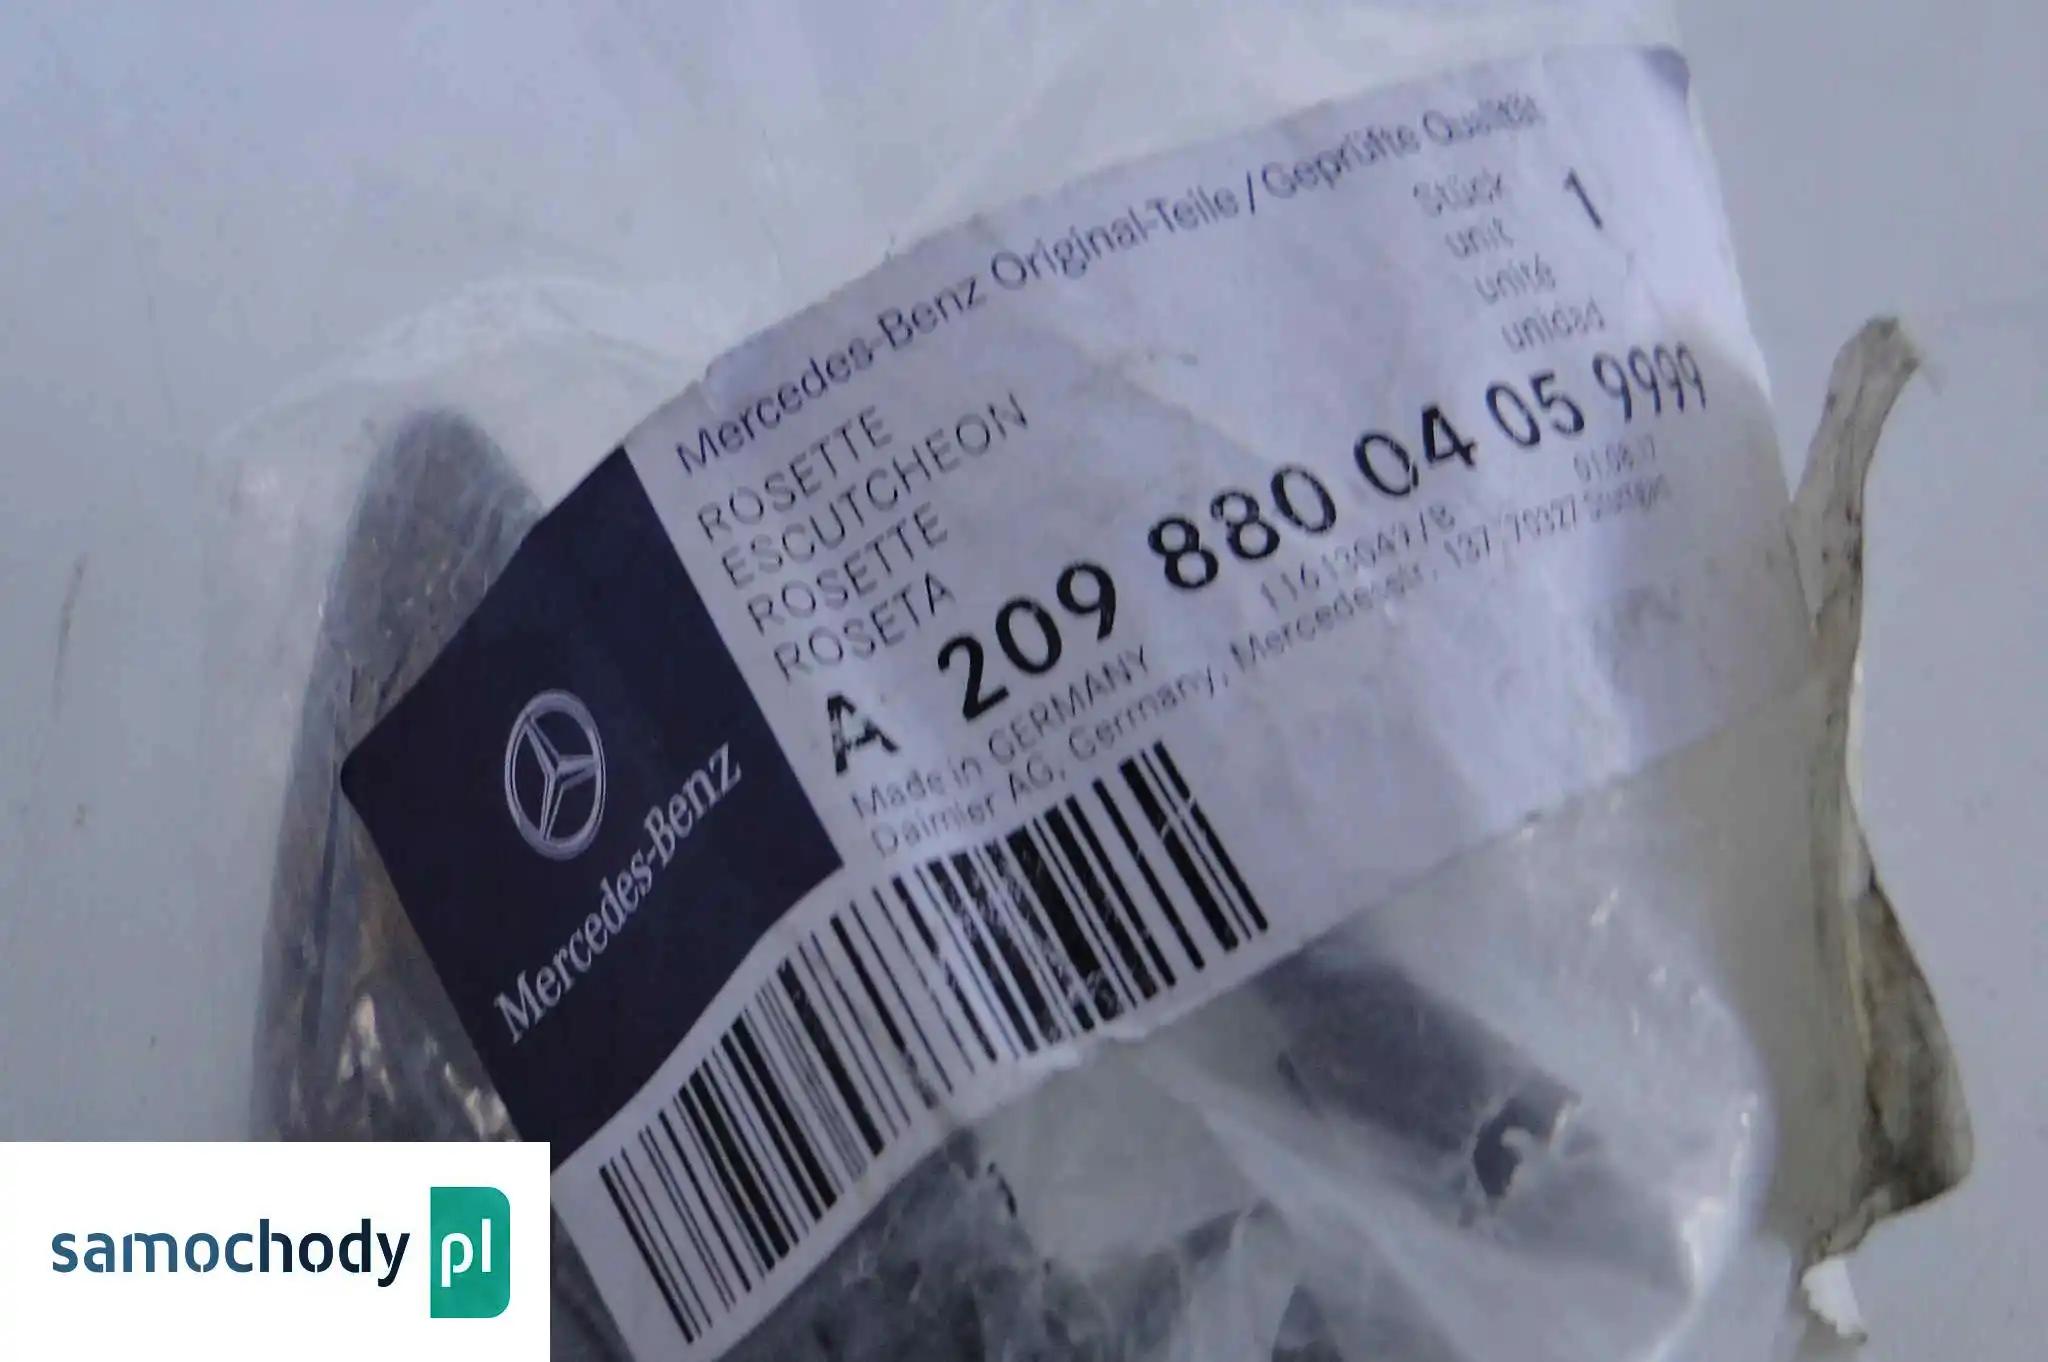 Mercedes-Benz Original-Teile / Geprüfte Qualität
ROSETTE
ESCUTCHEON
ROSETTE
ROSETA
Stück
unit
unité
unidad
1
A 209 880 04 05 9999
Made in GERMANY
Daimler AG, Germany, Mercedesstr. 137, 70327 Stuttgart
Mercedes-Benz
samochody pl